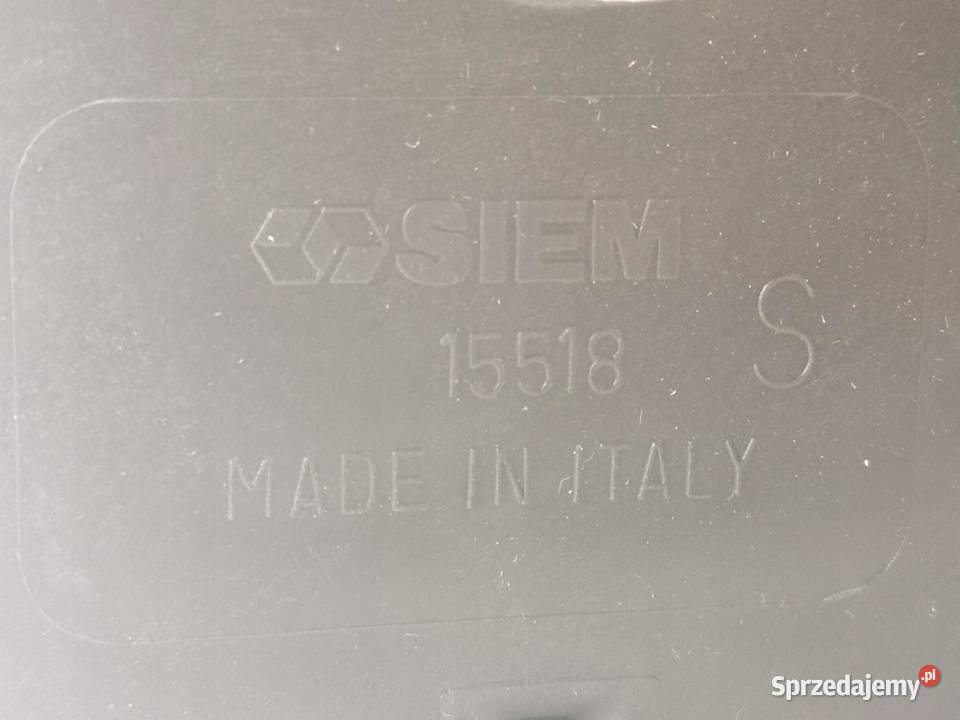 SIEM
15518
S
MADE IN ITALY
Sprzedajemy.pl